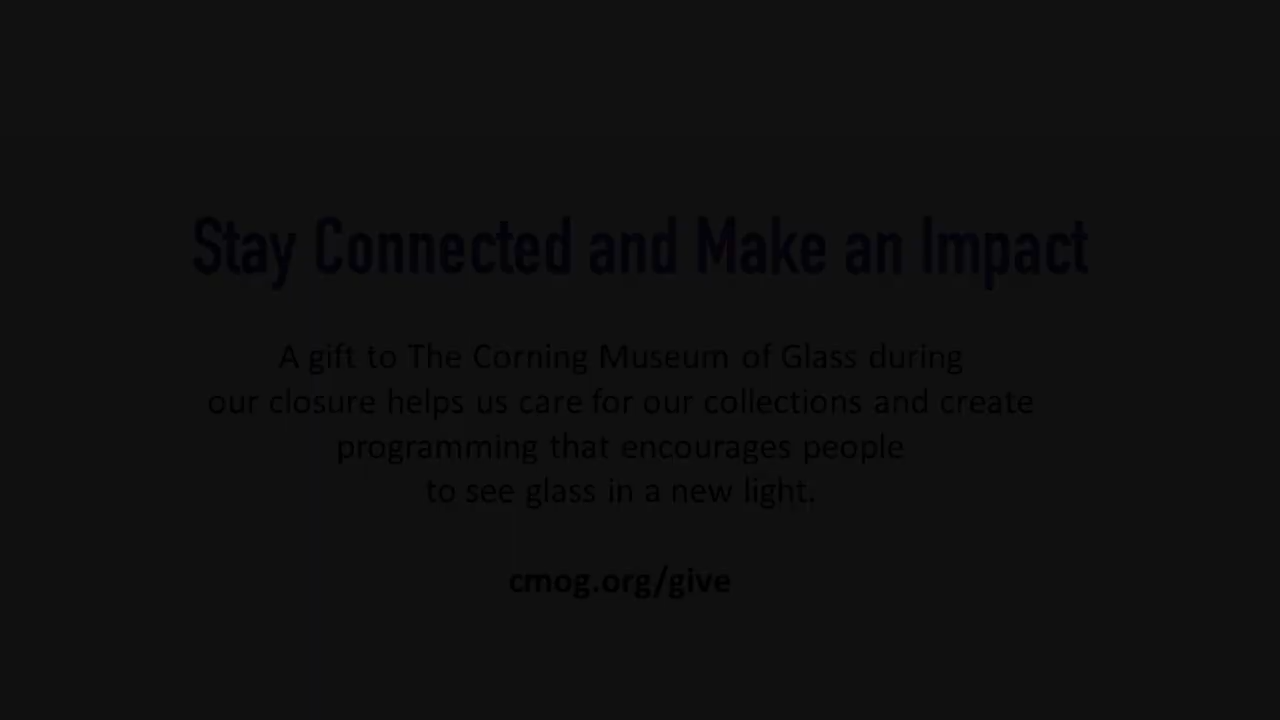 Stay Connected and Make an Impact
A gift to The Corning Museum of Glass during
our closure helps us care for our collections and create
programming that encourages people
to see glass in a new light.
cmog.org/give